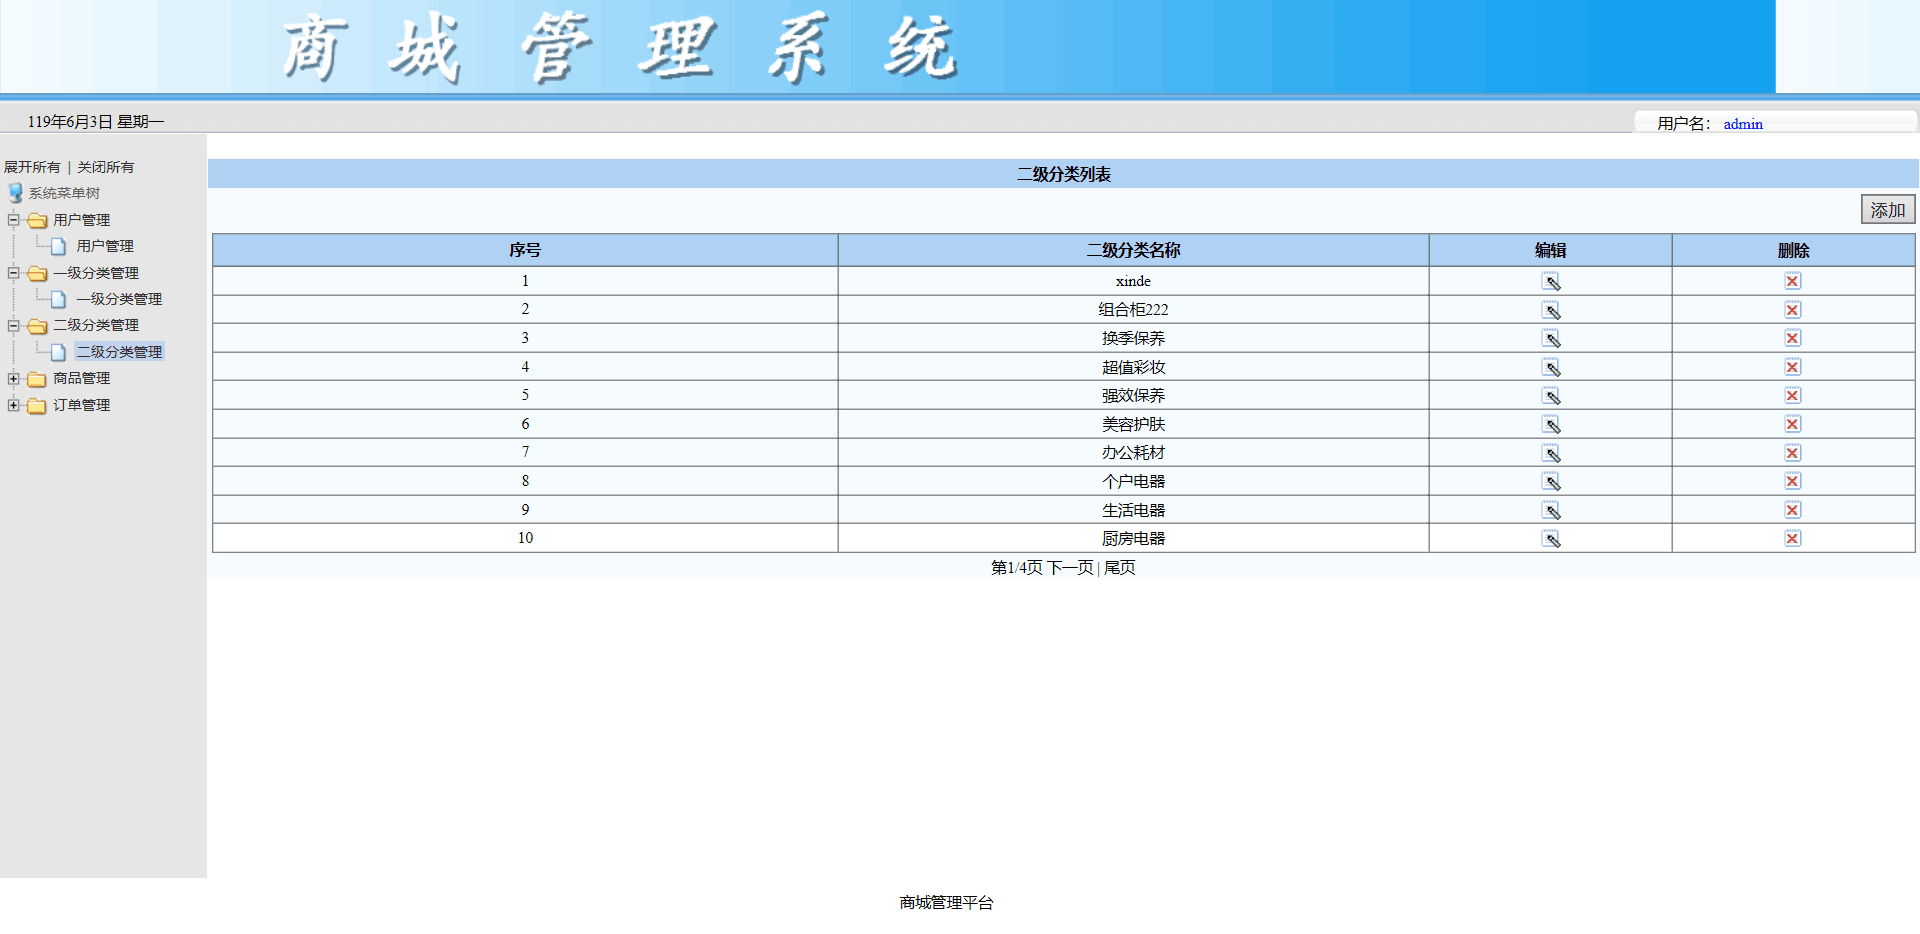 商城管理系统
119年6月3日 星期一
用户名： admin
展开所有 | 关闭所有
系统菜单树
用户管理
用户管理
一级分类管理
一级分类管理
二级分类管理
二级分类管理
商品管理
订单管理
二级分类列表
添加
序号 二级分类名称 编辑 删除
1 xinde
2 组合柜222
3 换季保养
4 超值彩妆
5 强效保养
6 美容护肤
7 办公耗材
8 个户电器
9 生活电器
10 厨房电器
第1/4页 下一页 | 尾页
商城管理平台